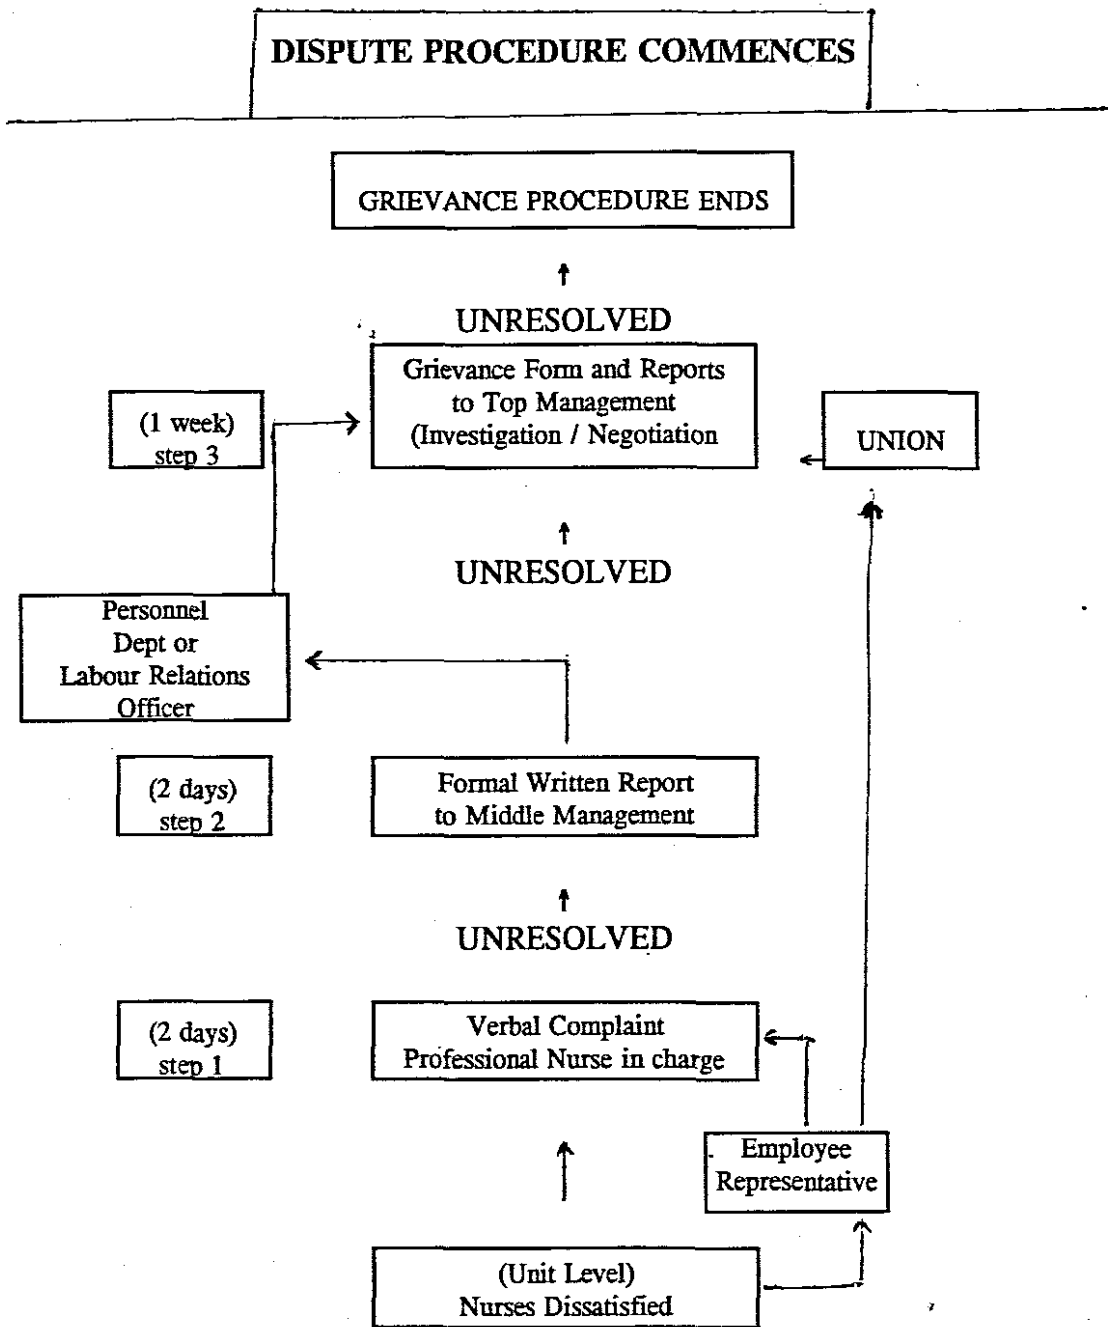 DISPUTE PROCEDURE COMMENCES
GRIEVANCE PROCEDURE ENDS
UNRESOLVED
Grievance Form and Reports
to Top Management
(Investigation / Negotiation
(1 week)
step 3
UNION
UNRESOLVED
Personnel
Dept or
Labour Relations
Officer
(2 days)
step 2
Formal Written Report
to Middle Management
UNRESOLVED
(2 days)
step 1
Verbal Complaint
Professional Nurse in charge
Employee
Representative
(Unit Level)
Nurses Dissatisfied